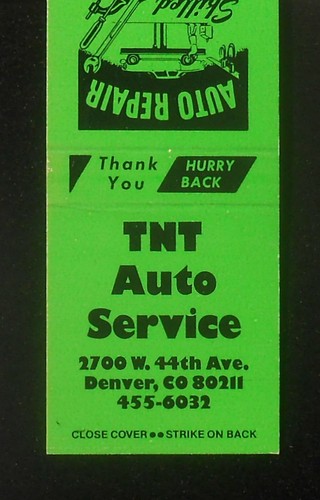 Skilled
AUTO REPAIR
Thank You
HURRY BACK
TNT
Auto
Service
2700 W. 44th Ave.
Denver, CO 80211
455-6032
CLOSE COVER●●STRIKE ON BACK